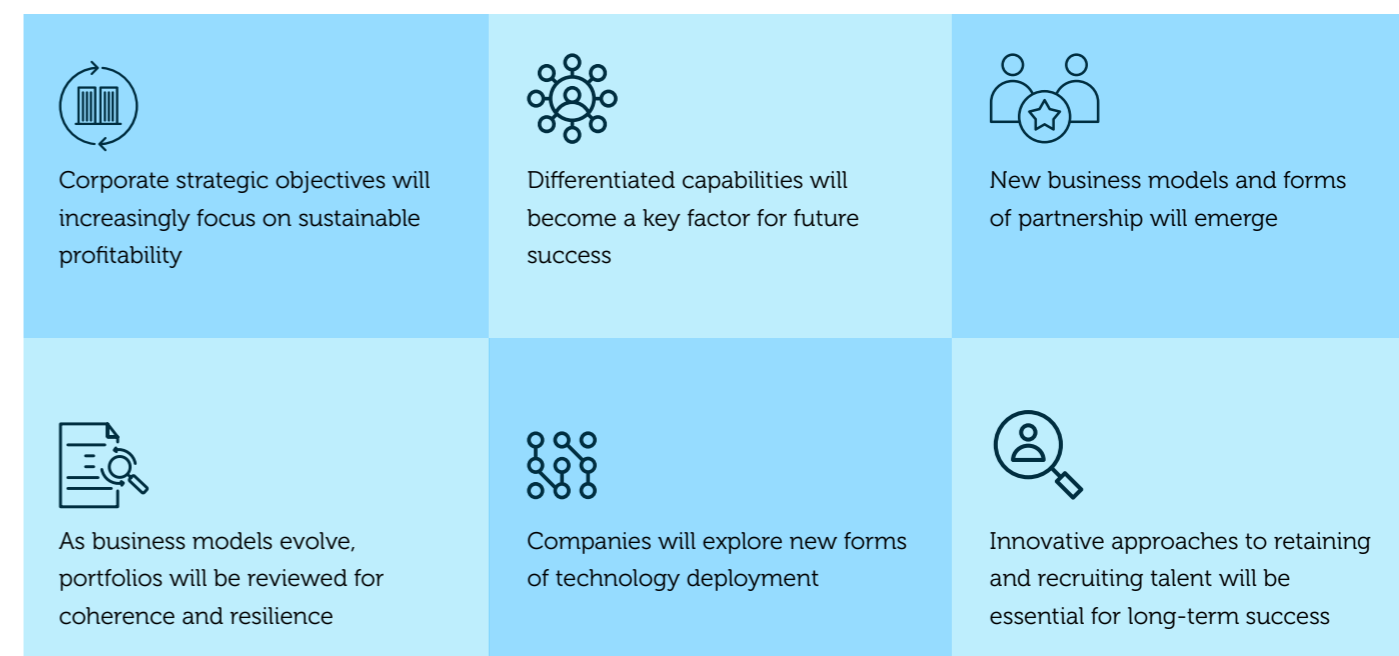 Corporate strategic objectives will
increasingly focus on sustainable
profitability
Differentiated capabilities will
become a key factor for future
success
New business models and forms
of partnership will emerge
As business models evolve,
portfolios will be reviewed for
coherence and resilience
Companies will explore new forms
of technology deployment
Innovative approaches to retaining
and recruiting talent will be
essential for long-term success